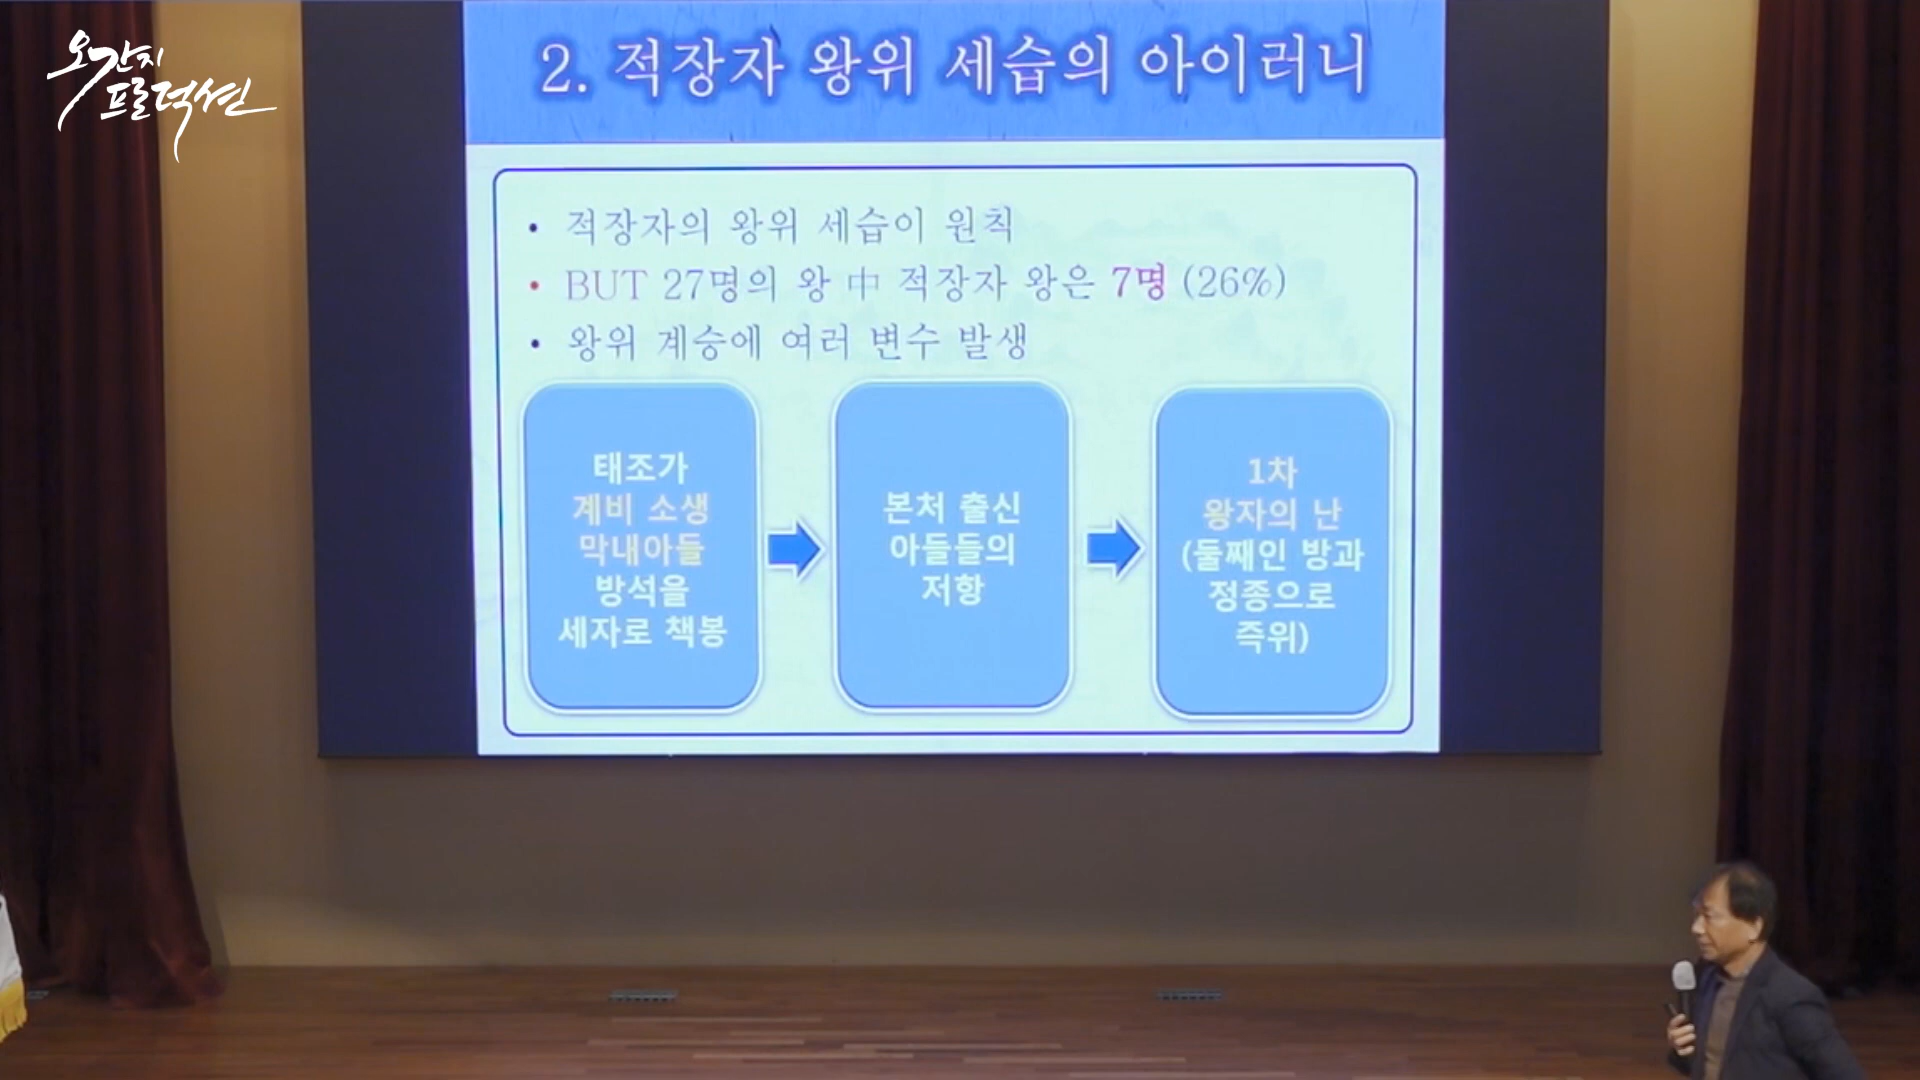 오간지
프로덕션
2. 적장자 왕위 세습의 아이러니
• 적장자의 왕위 세습이 원칙
• BUT 27명의 왕 中 적장자 왕은 7명 (26%)
• 왕위 계승에 여러 변수 발생
태조가
계비 소생
막내아들
방석을
세자로 책봉
본처 출신
아들들의
저항
1차
왕자의 난
(둘째인 방과
정종으로
즉위)